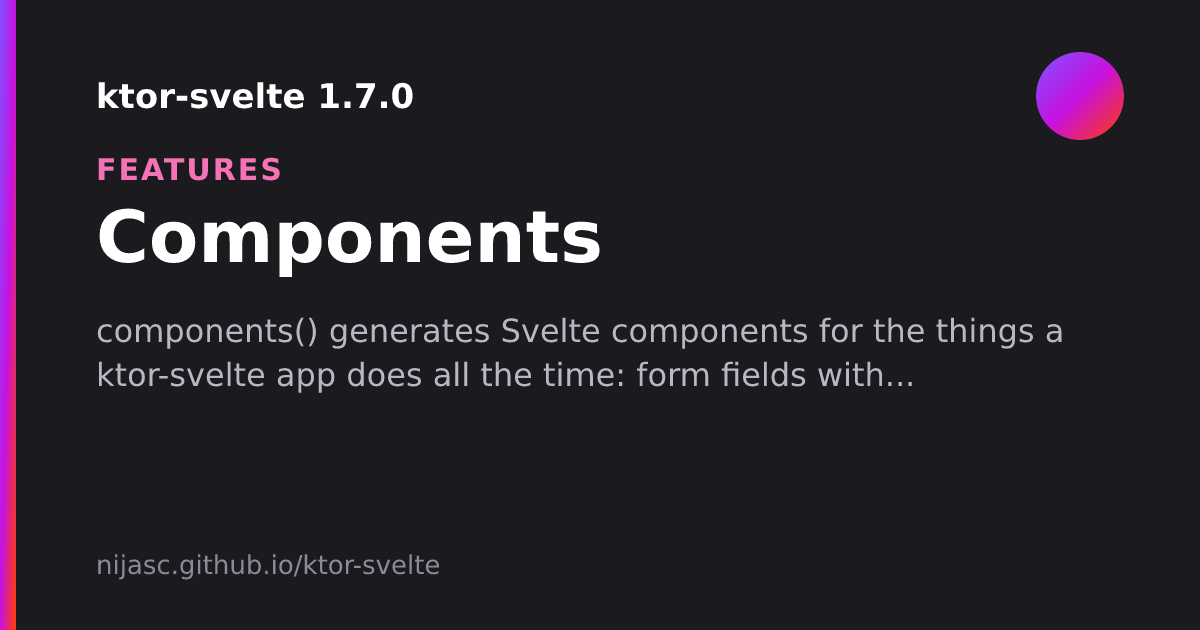 ktor-svelte 1.7.0
FEATURES
Components
components() generates Svelte components for the things a
ktor-svelte app does all the time: form fields with...
nijasc.github.io/ktor-svelte